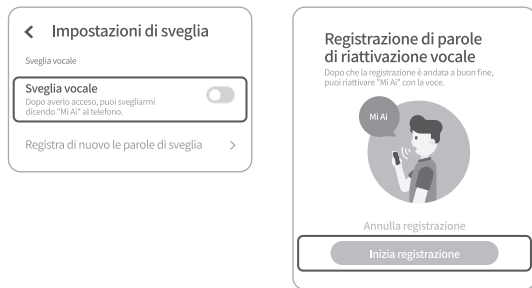 Impostazioni di sveglia
Sveglia vocale
Sveglia vocale
Dopo averlo acceso, puoi svegliarmi
dicendo "Mi Ai" al telefono.
Registra di nuovo le parole di sveglia
Registrazione di parole
di riattivazione vocale
Dopo che la registrazione è andata a buon fine,
puoi riattivare "Mi Ai" con la voce.
Mi Ai
Annulla registrazione
Inizia registrazione